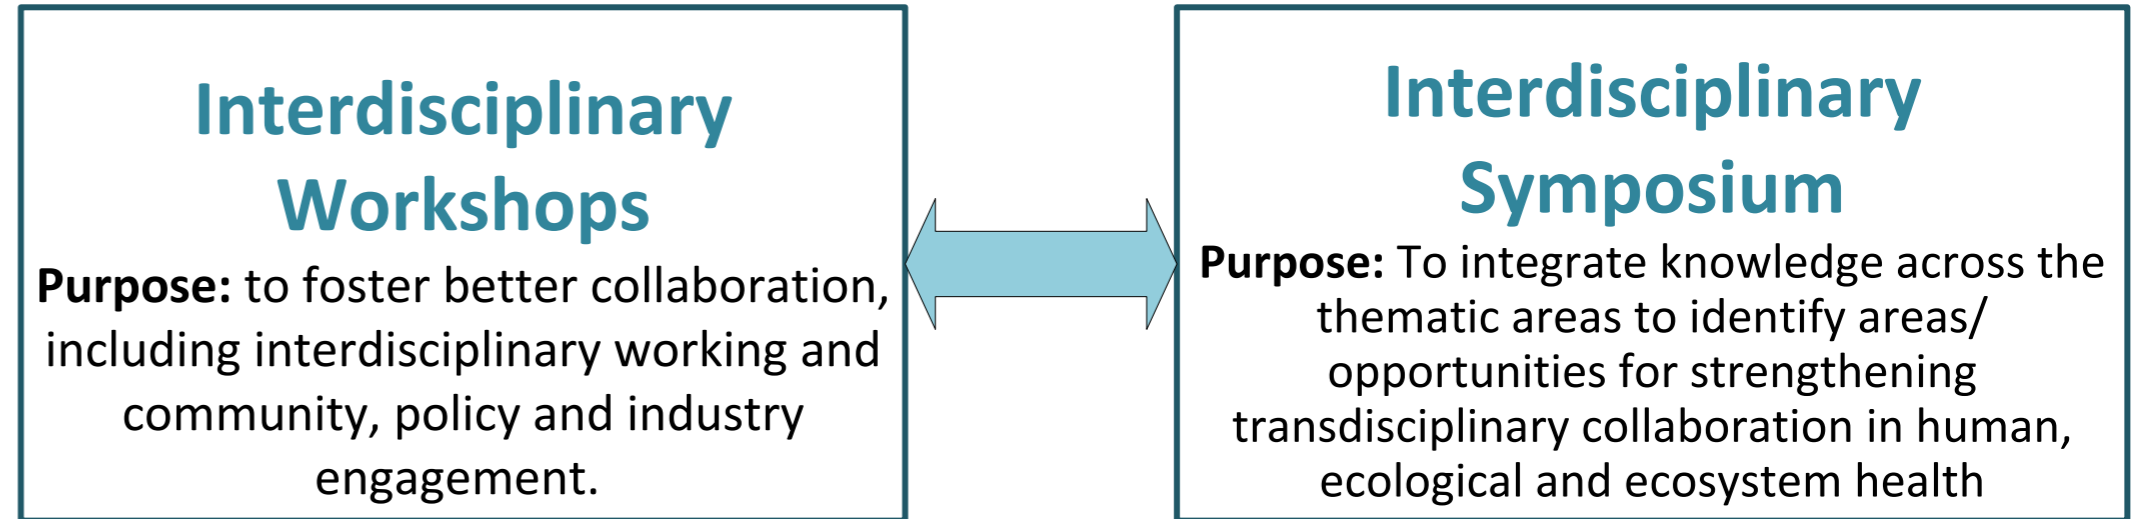 Interdisciplinary
Workshops
Purpose: to foster better collaboration,
including interdisciplinary working and
community, policy and industry
engagement.
Interdisciplinary
Symposium
Purpose: To integrate knowledge across the
thematic areas to identify areas/
opportunities for strengthening
transdisciplinary collaboration in human,
ecological and ecosystem health